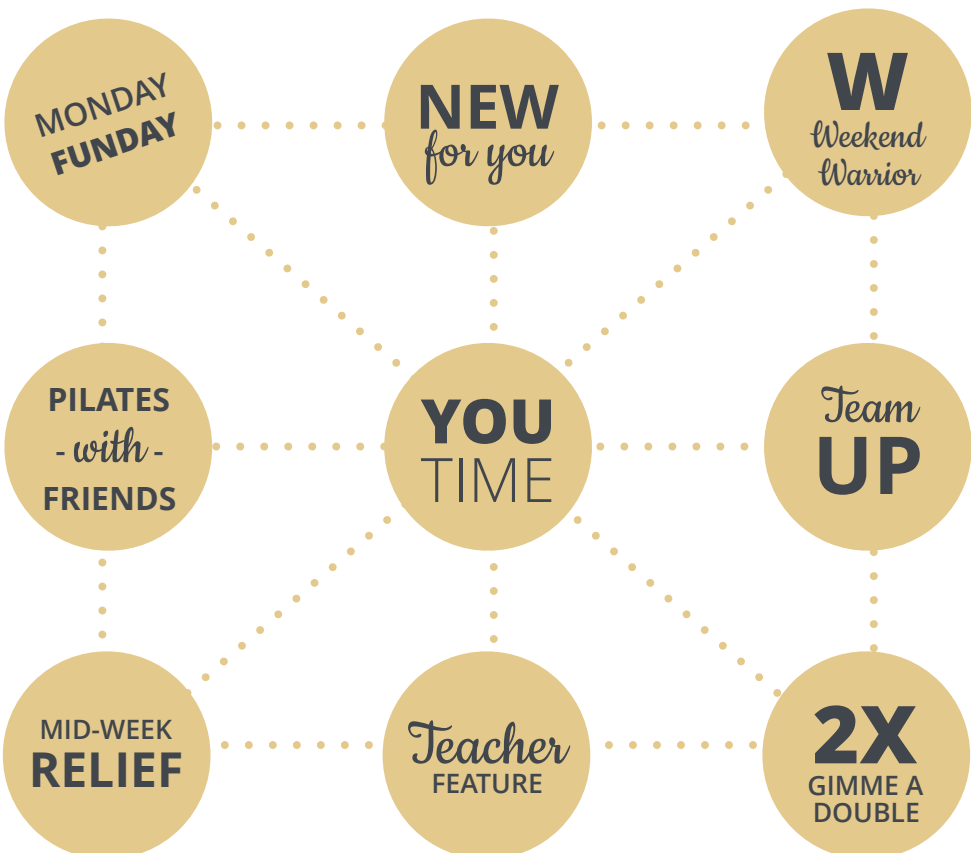 MONDAY
FUNDAY
NEW
for you
W
Weekend
Warrior
PILATES
- with -
FRIENDS
YOU
TIME
Team
UP
MID-WEEK
RELIEF
Teacher
FEATURE
2X
GIMME A
DOUBLE